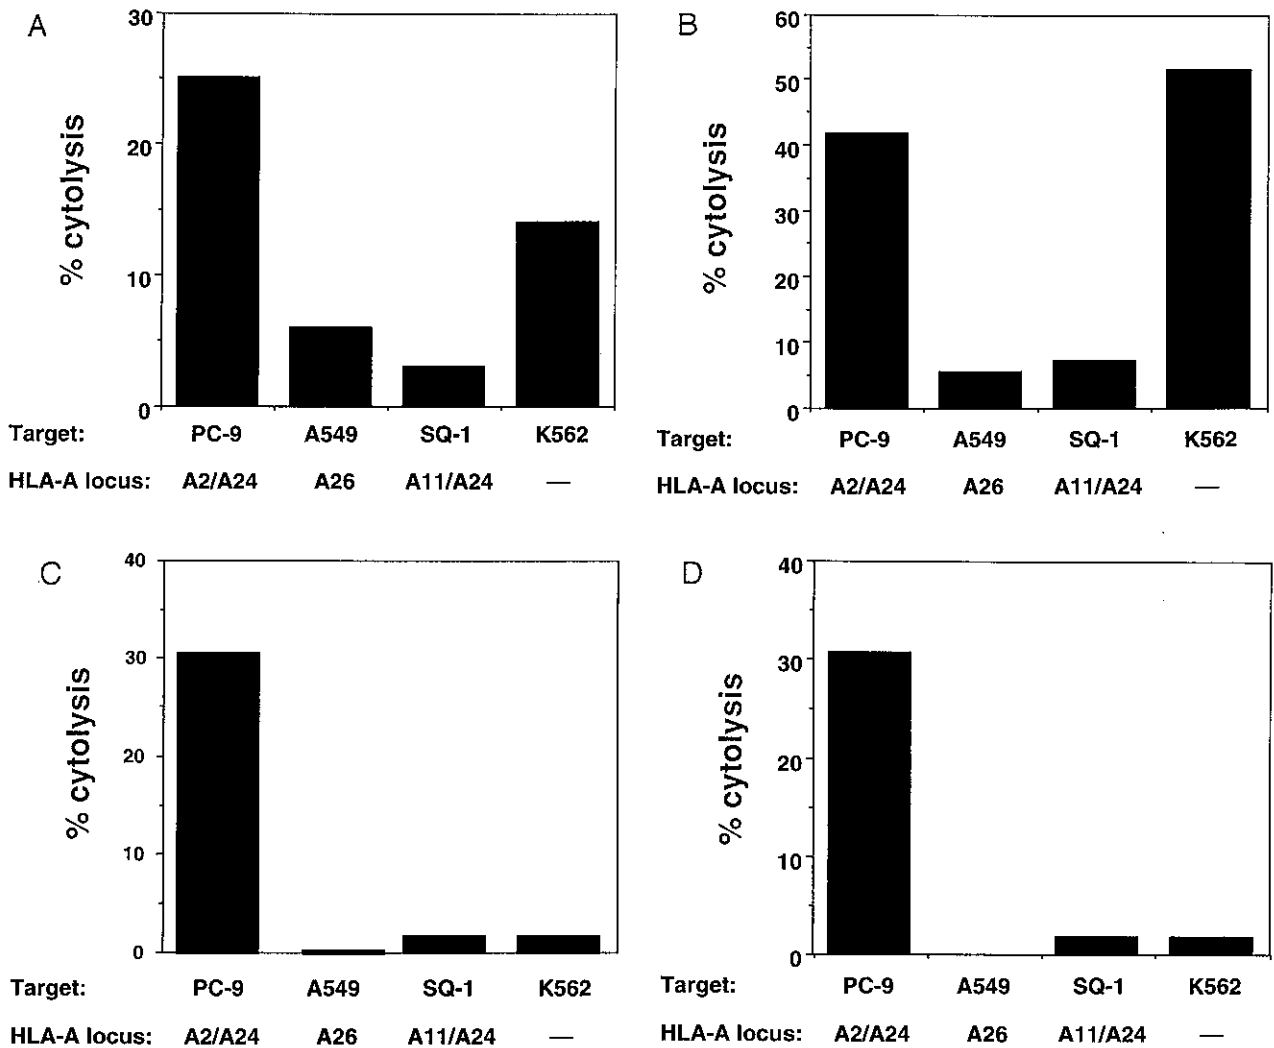 A
% cytolysis
30
20
10
0
Target: PC-9 A549 SQ-1 K562
HLA-A locus: A2/A24 A26 A11/A24 —
B
% cytolysis
60
50
40
30
20
10
0
Target: PC-9 A549 SQ-1 K562
HLA-A locus: A2/A24 A26 A11/A24 —
C
% cytolysis
40
30
20
10
0
Target: PC-9 A549 SQ-1 K562
HLA-A locus: A2/A24 A26 A11/A24 —
D
% cytolysis
40
30
20
10
0
Target: PC-9 A549 SQ-1 K562
HLA-A locus: A2/A24 A26 A11/A24 —